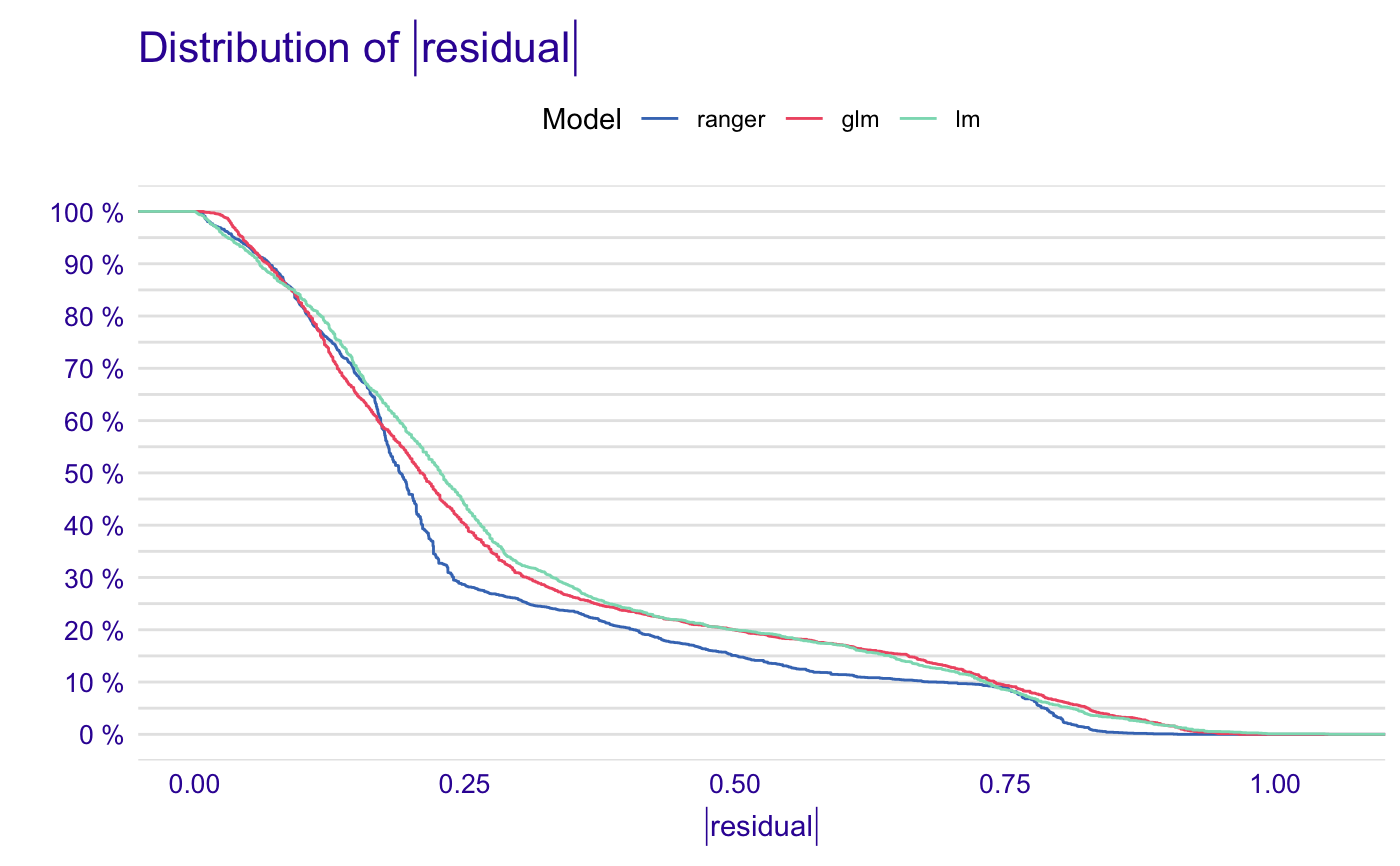 Distribution of |residual|
Model ranger glm lm
100 %
90 %
80 %
70 %
60 %
50 %
40 %
30 %
20 %
10 %
0 %
0.00 0.25 0.50 0.75 1.00
|residual|